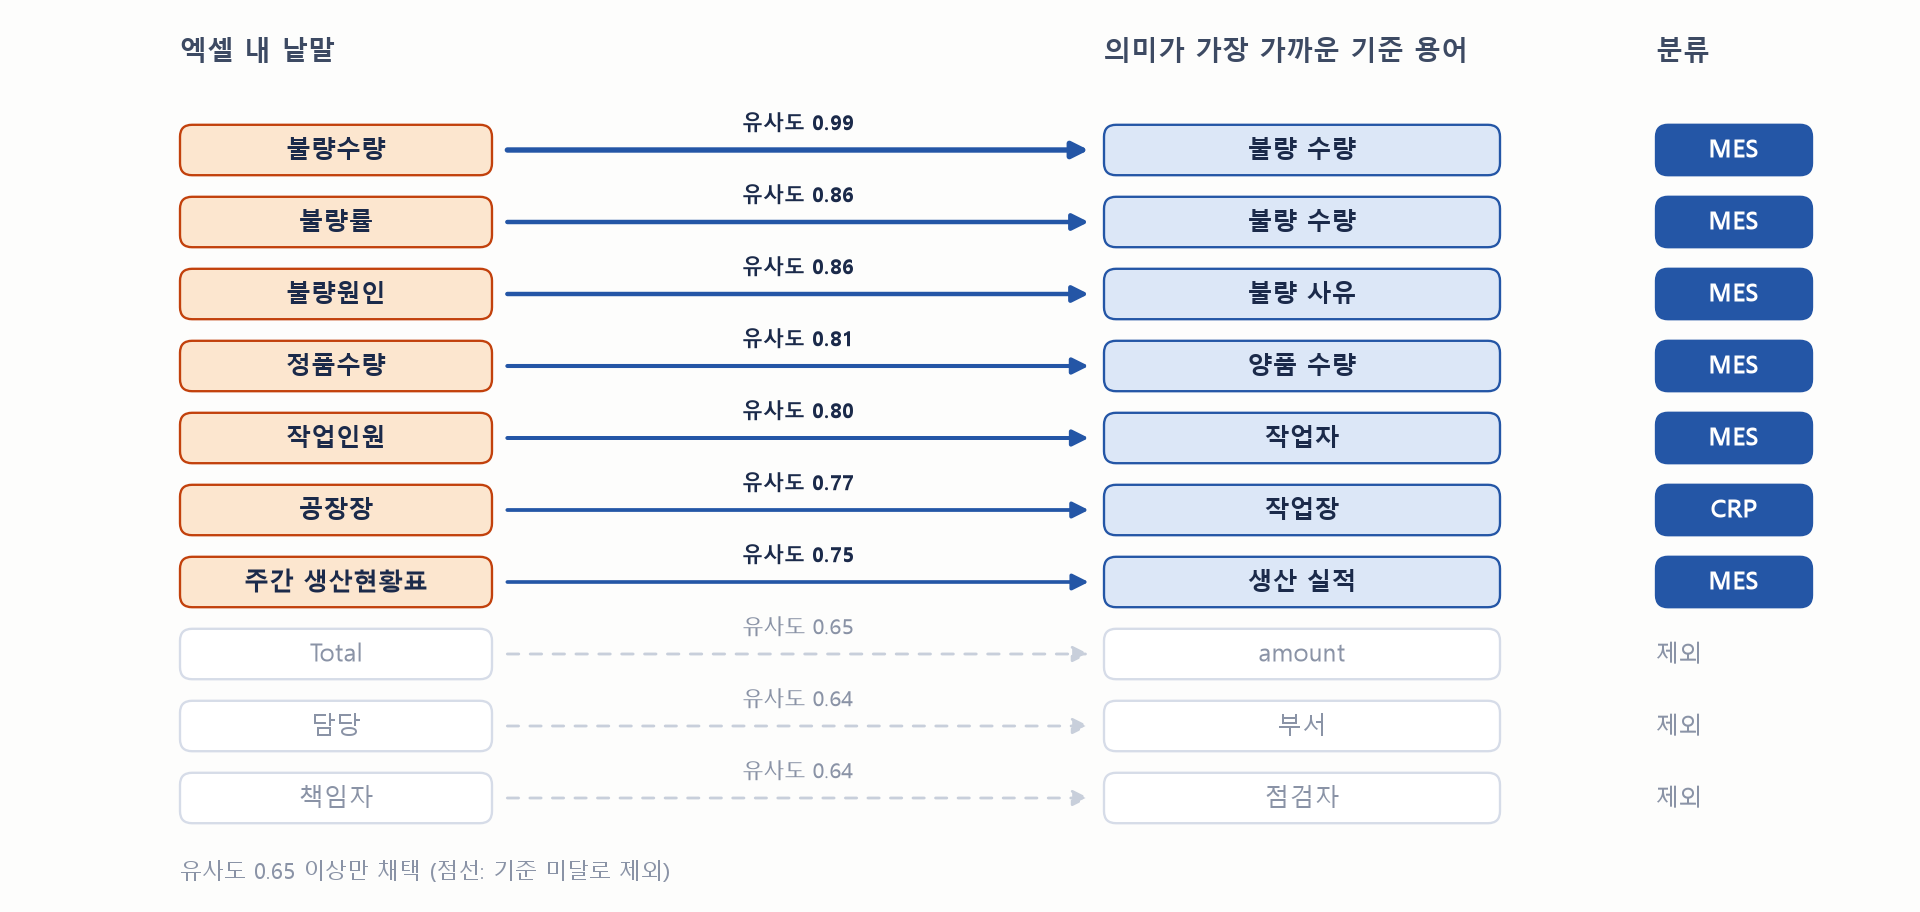 엑셀 내 낱말 의미가 가장 가까운 기준 용어 분류
유사도 0.99
불량수량 불량 수량 MES
유사도 0.86
불량률 불량 수량 MES
유사도 0.86
불량원인 불량 사유 MES
유사도 0.81
정품수량 양품 수량 MES
유사도 0.80
작업인원 작업자 MES
유사도 0.77
공장장 작업장 CRP
유사도 0.75
주간 생산현황표 생산 실적 MES
유사도 0.65
Total amount 제외
유사도 0.64
담당 부서 제외
유사도 0.64
책임자 점검자 제외
유사도 0.65 이상만 채택 (점선: 기준 미달로 제외)